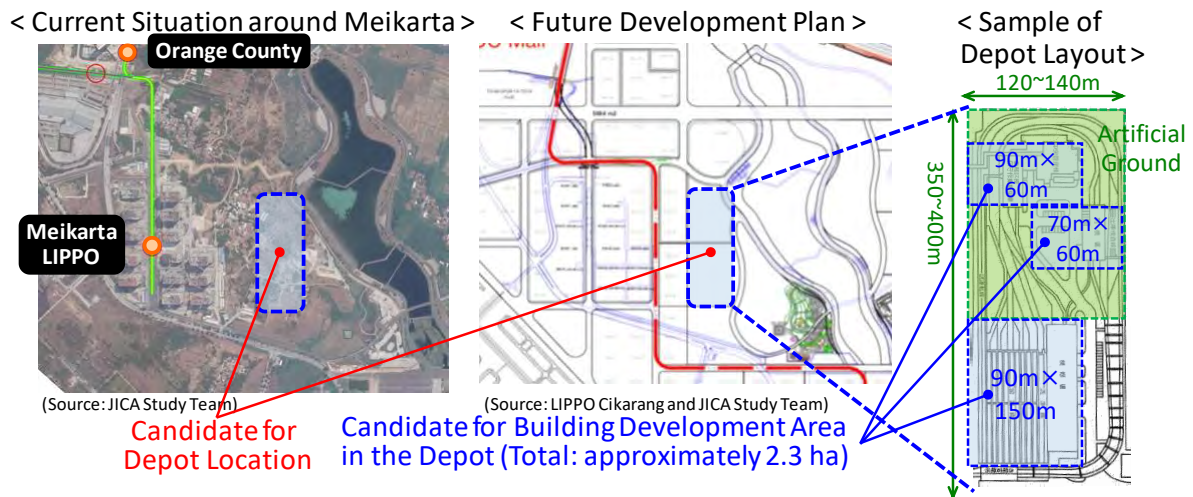 < Current Situation around Meikarta >
Orange County
Meikarta
LIPPO
(Source: JICA Study Team)
Candidate for
Depot Location
< Future Development Plan >
(Source: LIPPO Cikarang and JICA Study Team)
Candidate for Building Development Area
in the Depot (Total: approximately 2.3 ha)
< Sample of
Depot Layout >
120~140m
Artificial
Ground
350~400m
90m×
60m
70m×
60m
90m×
150m